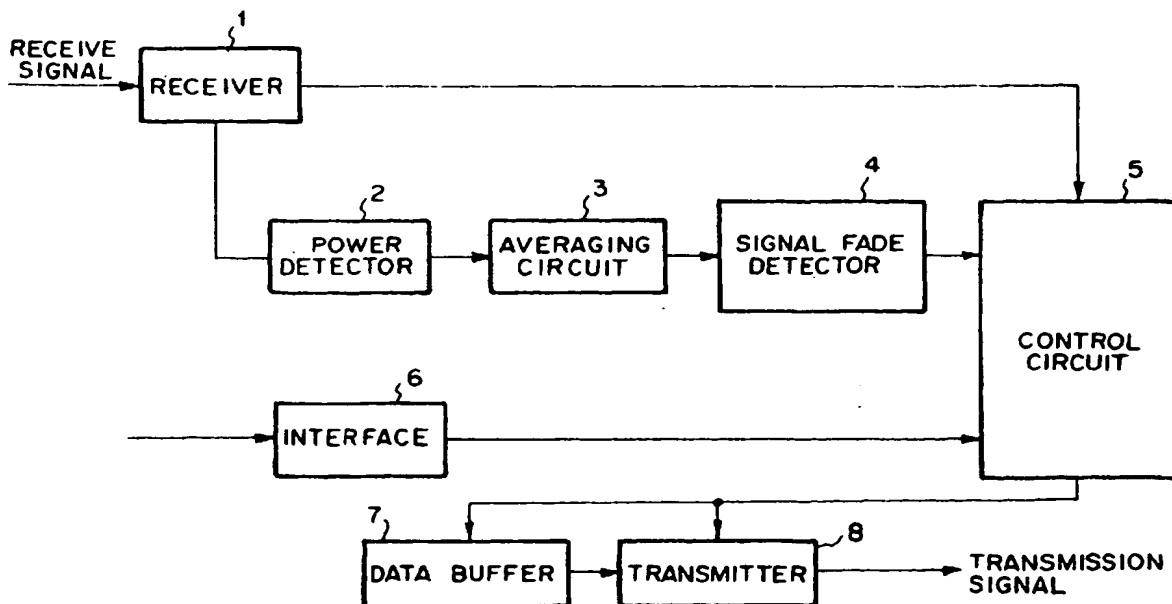 1
RECEIVE
SIGNAL
RECEIVER
2
POWER
DETECTOR
3
AVERAGING
CIRCUIT
4
SIGNAL FADE
DETECTOR
5
CONTROL
CIRCUIT
6
INTERFACE
7
DATA BUFFER
8
TRANSMITTER
TRANSMISSION
SIGNAL